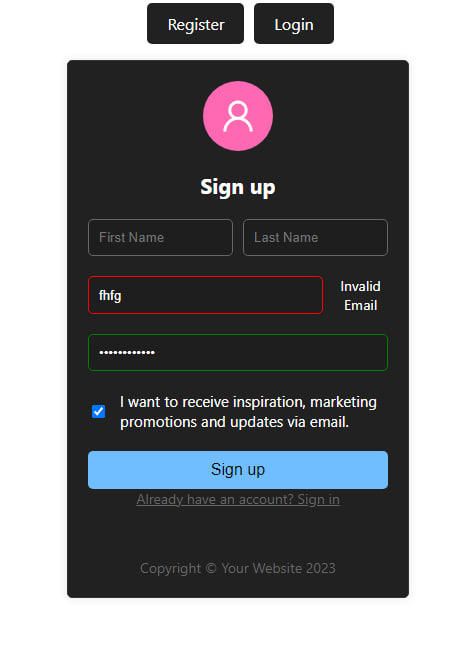 Register Login
Sign up
First Name Last Name
fhfg Invalid
Email
••••••••••••
I want to receive inspiration, marketing
promotions and updates via email.
Sign up
Already have an account? Sign in
Copyright © Your Website 2023